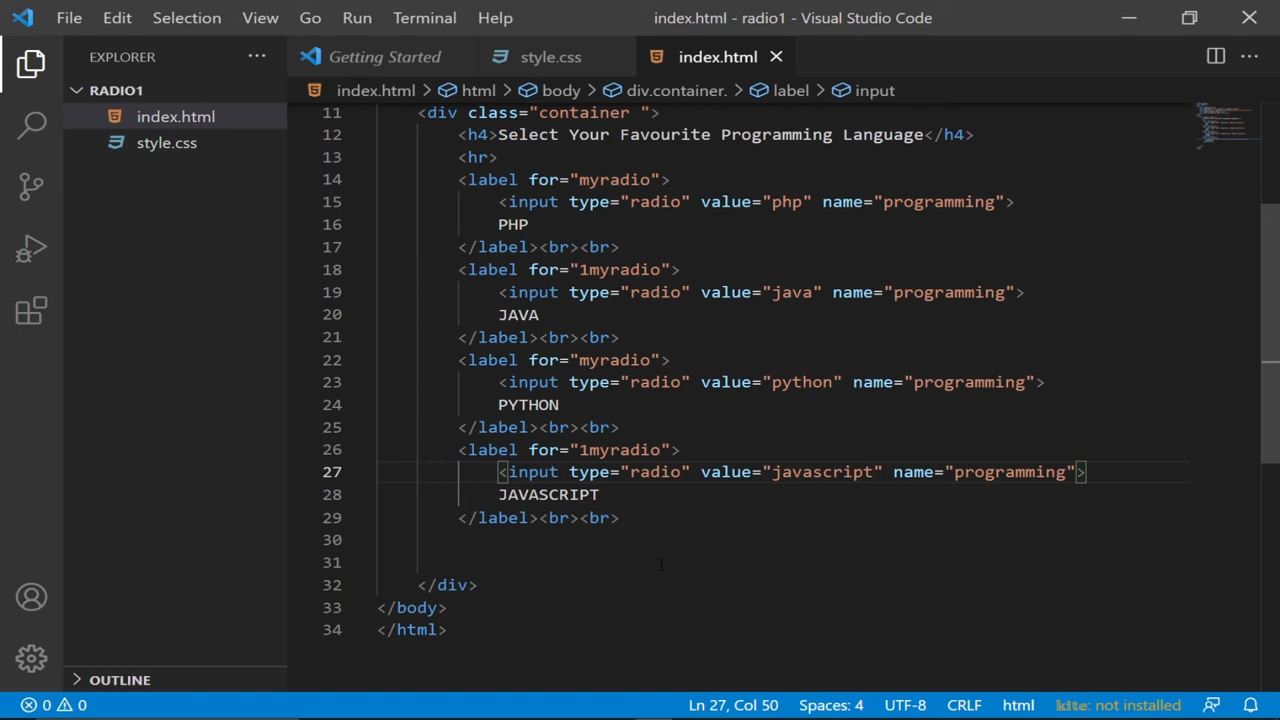 File Edit Selection View Go Run Terminal Help index.html - radio1 - Visual Studio Code
EXPLORER
Getting Started style.css index.html
RADIO1
index.html > html > body > div.container. > label > input
index.html
style.css
11 <div class="container ">
12 <h4>Select Your Favourite Programming Language</h4>
13 <hr>
14 <label for="myradio">
15 <input type="radio" value="php" name="programming">
16 PHP
17 </label><br><br>
18 <label for="1myradio">
19 <input type="radio" value="java" name="programming">
20 JAVA
21 </label><br><br>
22 <label for="myradio">
23 <input type="radio" value="python" name="programming">
24 PYTHON
25 </label><br><br>
26 <label for="1myradio">
27 <input type="radio" value="javascript" name="programming">
28 JAVASCRIPT
29 </label><br><br>
30
31
32 </div>
33 </body>
34 </html>
OUTLINE
0 0 Ln 27, Col 50 Spaces: 4 UTF-8 CRLF html kite: not installed